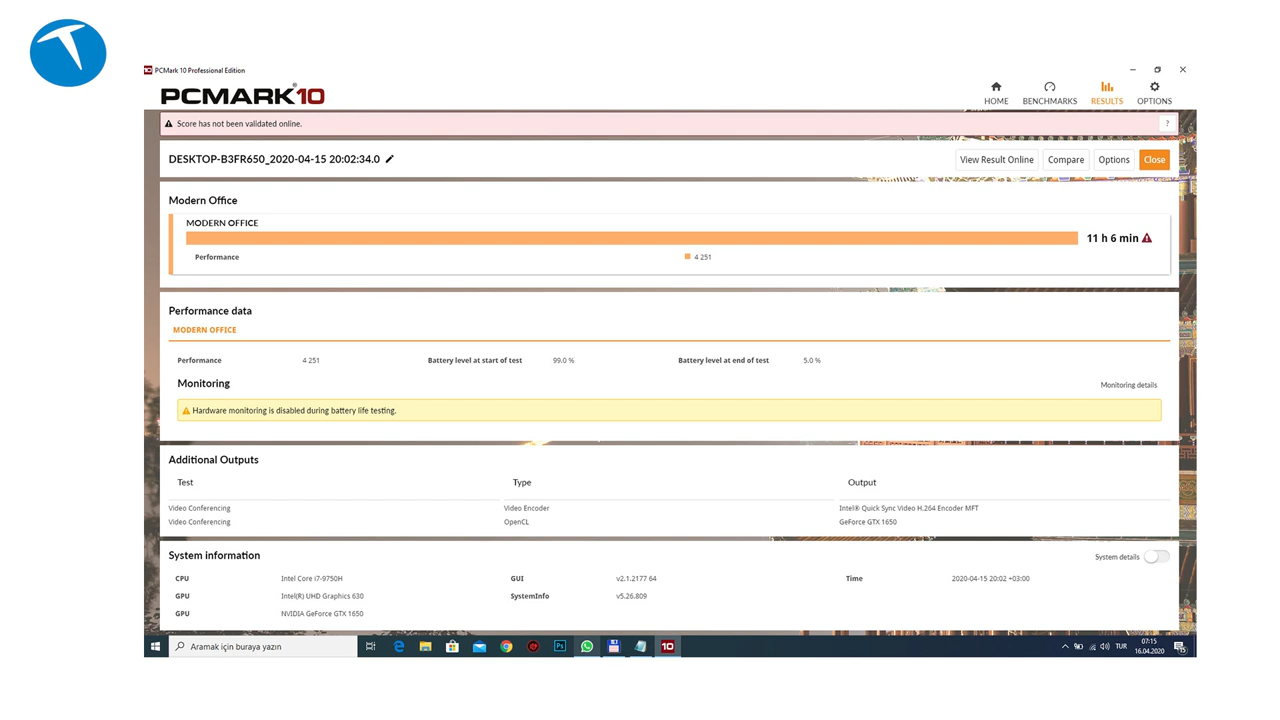 PCMark 10 Professional Edition
PCMARK®10
HOME BENCHMARKS RESULTS OPTIONS
Score has not been validated online.
?
DESKTOP-B3FR650_2020-04-15 20:02:34.0
View Result Online Compare Options Close
Modern Office
MODERN OFFICE
11 h 6 min
Performance 4 251
Performance data
MODERN OFFICE
Performance 4 251 Battery level at start of test 99.0 % Battery level at end of test 5.0 %
Monitoring
Monitoring details
Hardware monitoring is disabled during battery life testing.
Additional Outputs
Test Type Output
Video Conferencing Video Encoder Intel® Quick Sync Video H.264 Encoder MFT
Video Conferencing OpenCL GeForce GTX 1650
System information
System details
CPU Intel Core i7-9750H GUI v2.1.2177 64 Time 2020-04-15 20:02 +03:00
GPU Intel(R) UHD Graphics 630 SystemInfo v5.26.809
GPU NVIDIA GeForce GTX 1650
Aramak için buraya yazın
Ps
10
TUR
07:15
16.04.2020